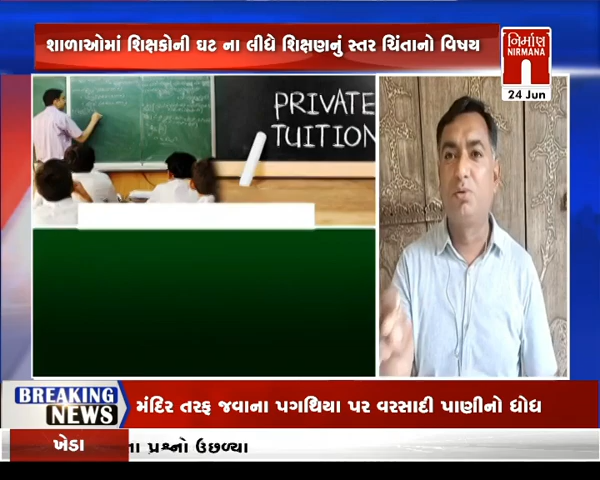 શાળાઓમાં શિક્ષકોની ઘટ ના લીધે શિક્ષણનું સ્તર ચિંતાનો વિષય
નિર્માણ
NIRMANA
24 Jun
PRIVATE
TUITION
BREAKING
NEWS
મંદિર તરફ જવાના પગથિયા પર વરસાદી પાણીનો ધોધ
ખેડા
ના પ્રશ્નો ઉછળ્યા